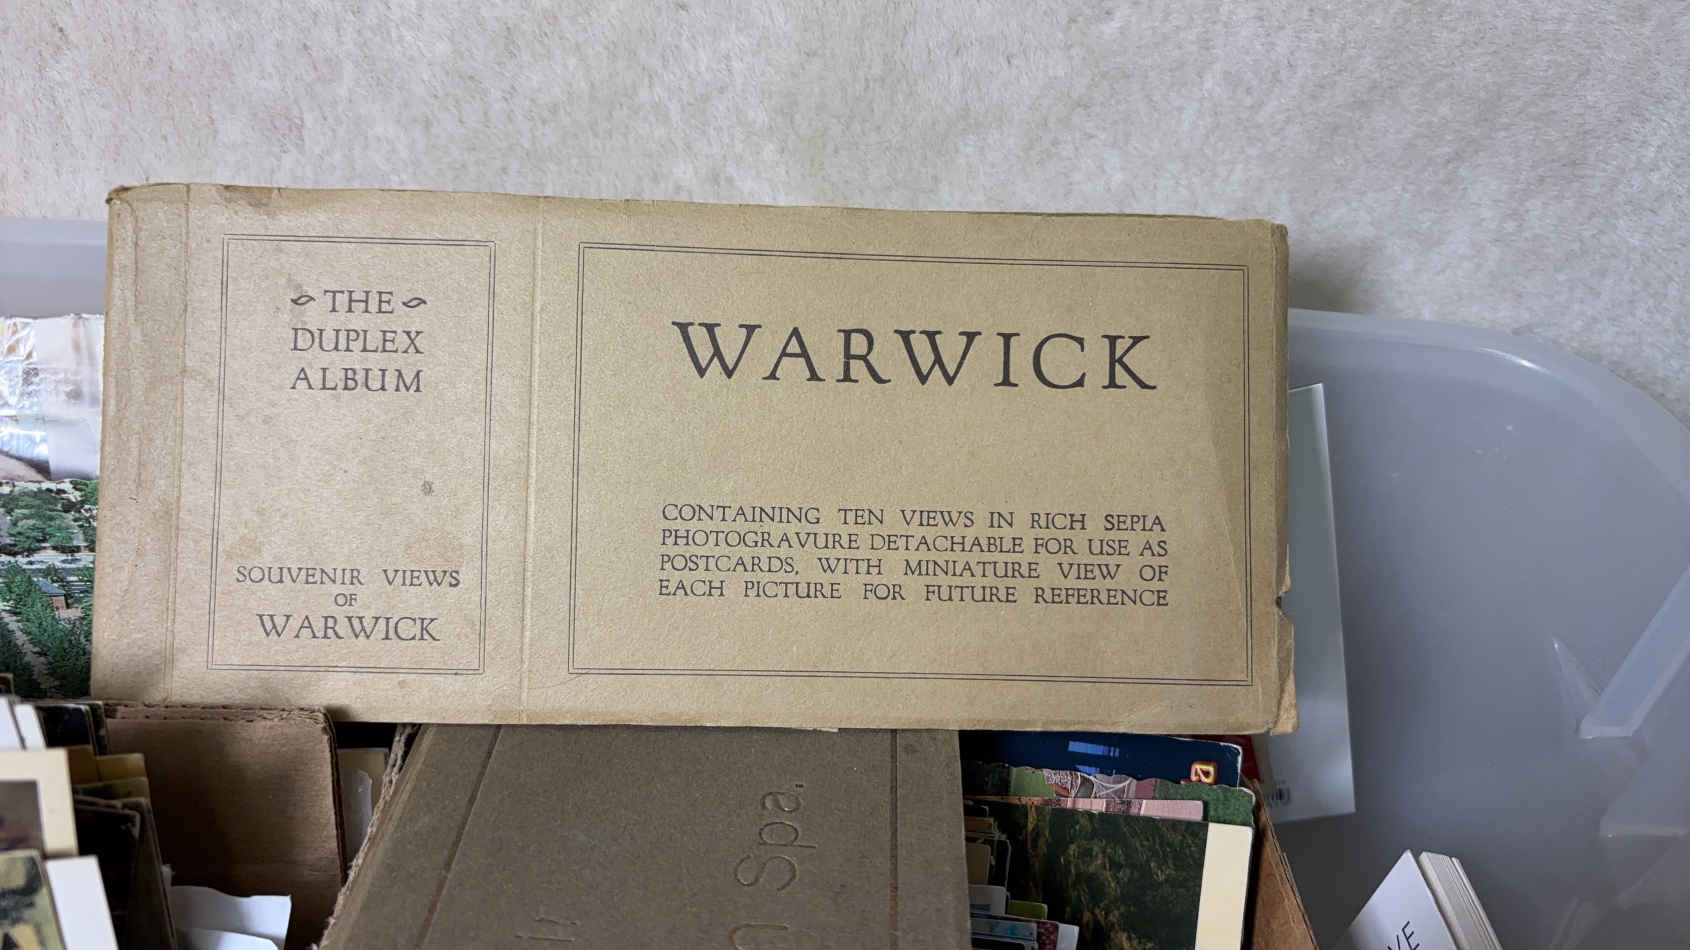 THE
DUPLEX
ALBUM
SOUVENIR VIEWS
OF
WARWICK
WARWICK
CONTAINING TEN VIEWS IN RICH SEPIA
PHOTOGRAVURE DETACHABLE FOR USE AS
POSTCARDS, WITH MINIATURE VIEW OF
EACH PICTURE FOR FUTURE REFERENCE
Spa.